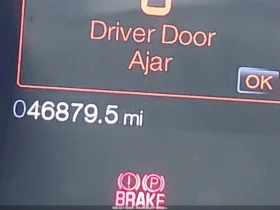 Driver Door
Ajar
OK
046879.5 mi
(!) (P)
BRAKE